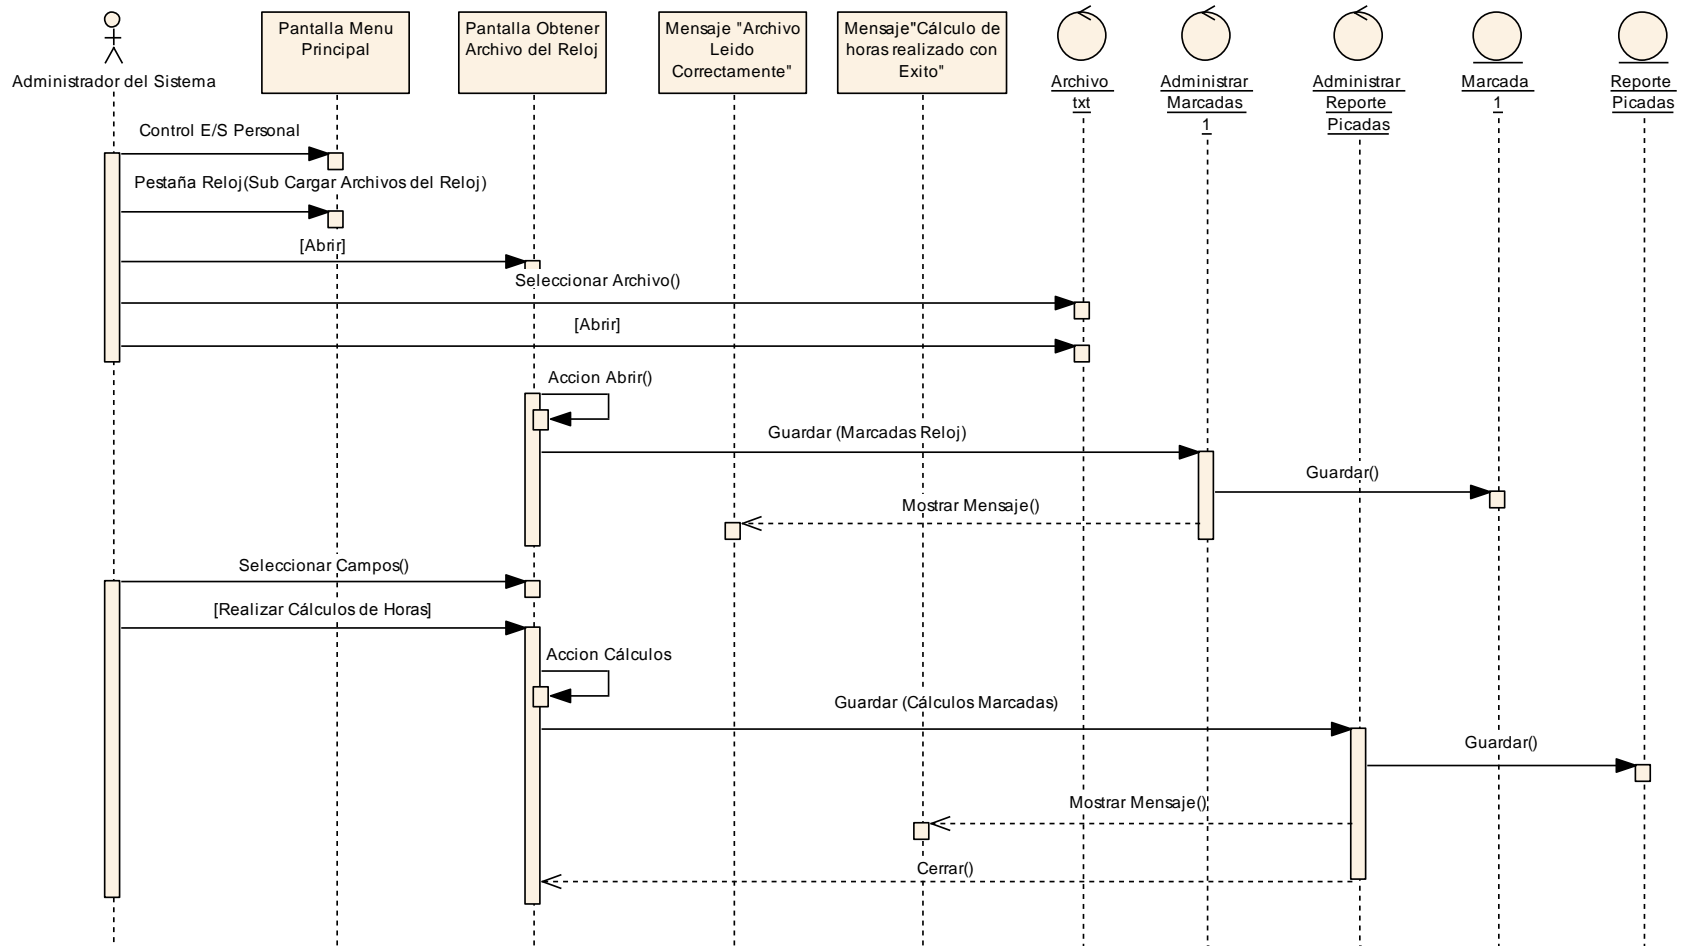 Administrador del Sistema
Pantalla Menu
Principal
Pantalla Obtener
Archivo del Reloj
Mensaje "Archivo
Leido
Correctamente"
Mensaje"Cálculo de
horas realizado con
Exito"
Archivo
txt
Administrar
Marcadas
1
Administrar
Reporte
Picadas
Marcada
1
Reporte
Picadas
Control E/S Personal
Pestaña Reloj(Sub Cargar Archivos del Reloj)
[Abrir]
Seleccionar Archivo()
[Abrir]
Accion Abrir()
Guardar (Marcadas Reloj)
Guardar()
Mostrar Mensaje()
Seleccionar Campos()
[Realizar Cálculos de Horas]
Accion Cálculos
Guardar (Cálculos Marcadas)
Guardar()
Mostrar Mensaje()
Cerrar()